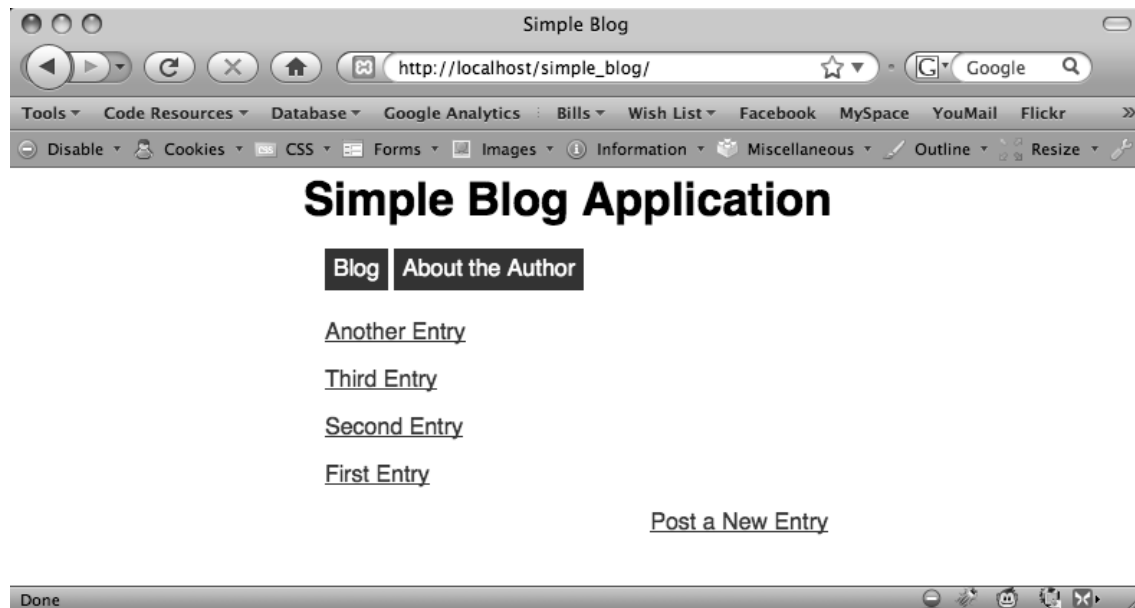 Simple Blog
http://localhost/simple_blog/
G Google
Tools Code Resources Database Google Analytics Bills Wish List Facebook MySpace YouMail Flickr »
Disable Cookies CSS CSS Forms Images Information Miscellaneous Outline Resize
Simple Blog Application
Blog About the Author
Another Entry
Third Entry
Second Entry
First Entry
Post a New Entry
Done